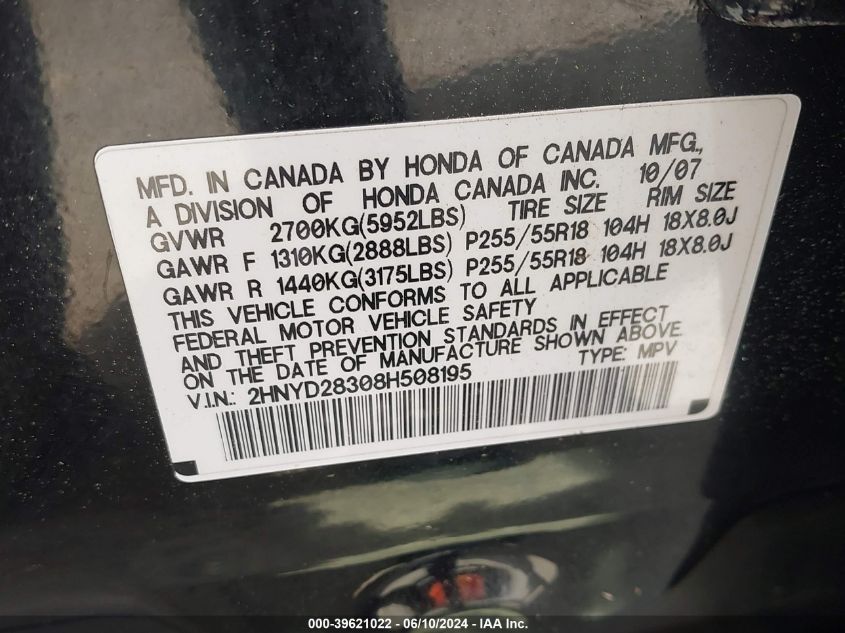 MFD. IN CANADA BY HONDA OF CANADA MFG.,
A DIVISION OF HONDA CANADA INC. 10/07
GVWR 2700KG(5952LBS) TIRE SIZE RIM SIZE
GAWR F 1310KG(2888LBS) P255/55R18 104H 18X8.0J
GAWR R 1440KG(3175LBS) P255/55R18 104H 18X8.0J
THIS VEHICLE CONFORMS TO ALL APPLICABLE
FEDERAL MOTOR VEHICLE SAFETY
AND THEFT PREVENTION STANDARDS IN EFFECT
ON THE DATE OF MANUFACTURE SHOWN ABOVE
V.I.N.: 2HNYD28308H508195 TYPE: MPV
000-39621022 - 06/10/2024 - IAA Inc.